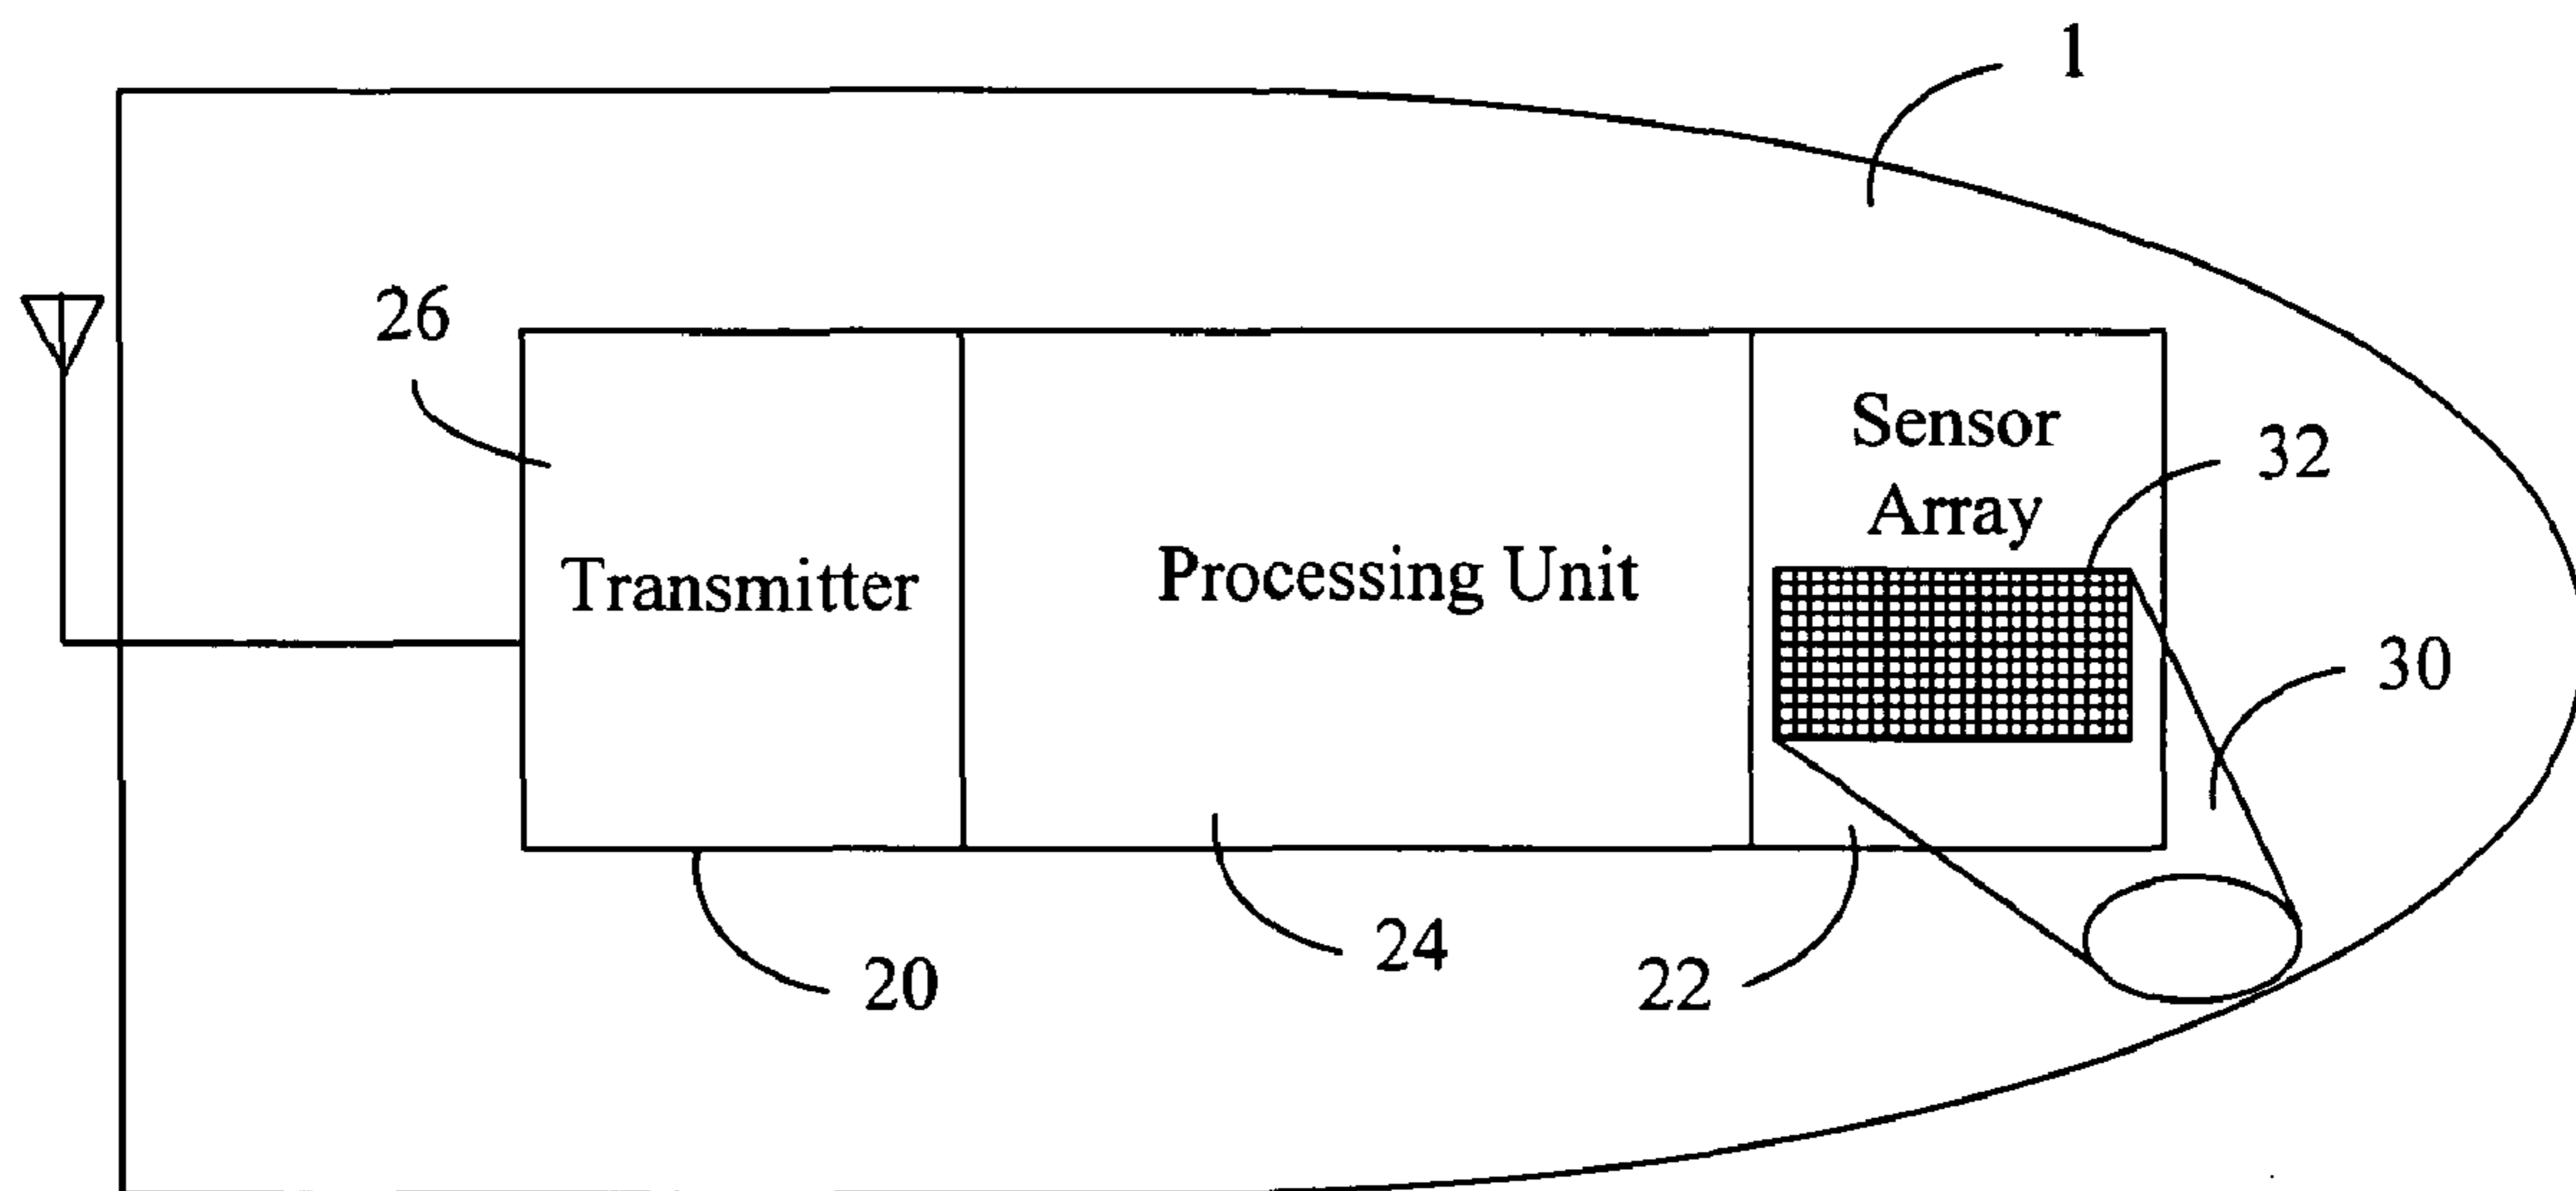 1
26
Sensor
Array
32
Transmitter
Processing Unit
30
24
22
20